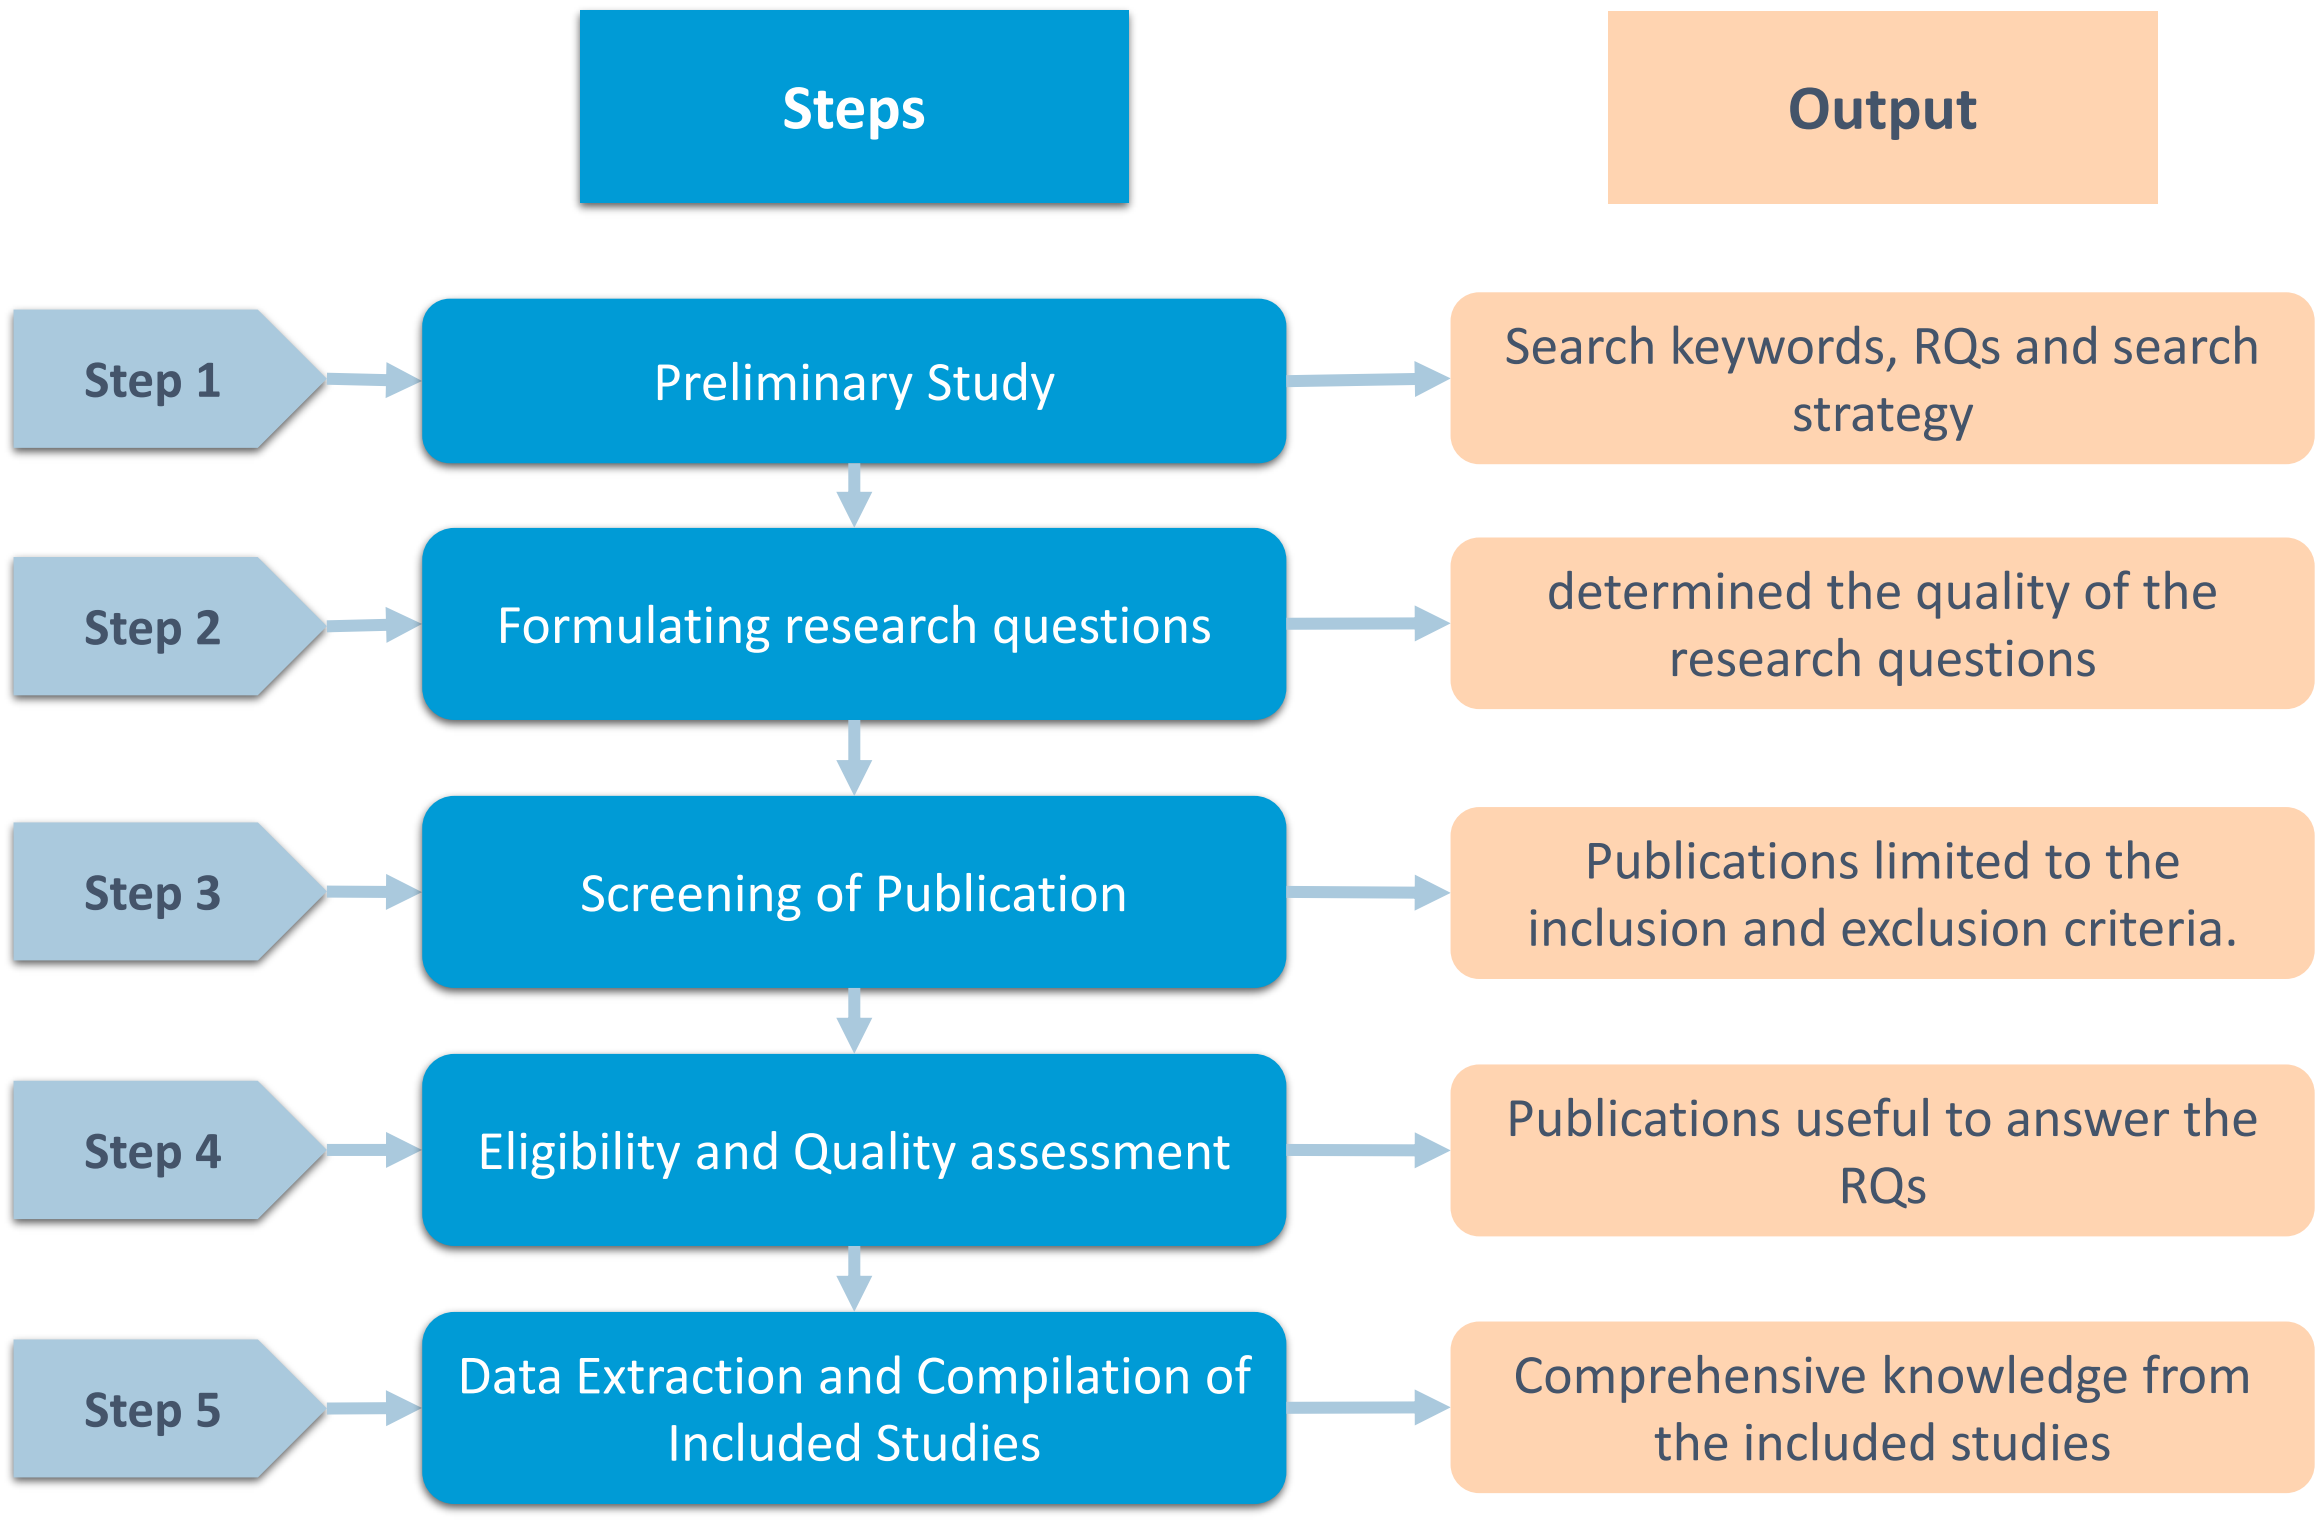 Steps
Output
Step 1
Preliminary Study
Search keywords, RQs and search
strategy
Step 2
Formulating research questions
determined the quality of the
research questions
Step 3
Screening of Publication
Publications limited to the
inclusion and exclusion criteria.
Step 4
Eligibility and Quality assessment
Publications useful to answer the
RQs
Step 5
Data Extraction and Compilation of
Included Studies
Comprehensive knowledge from
the included studies